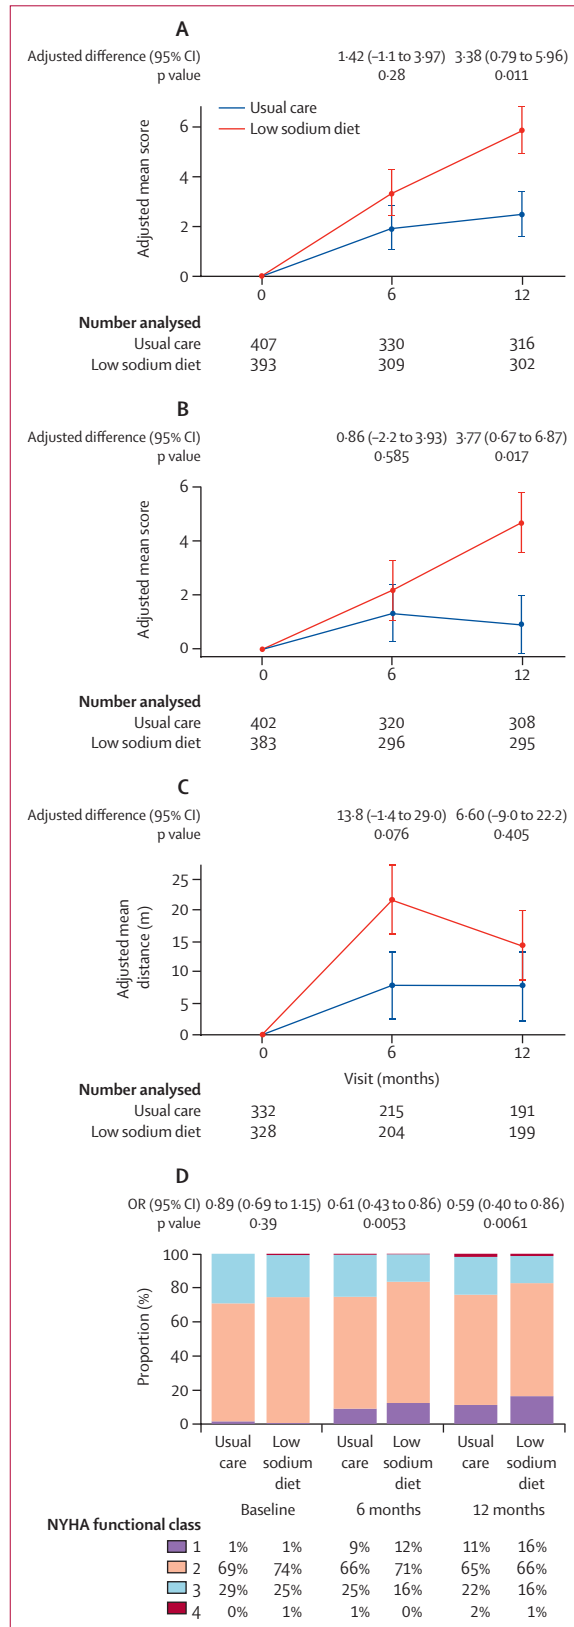 A
Adjusted difference (95% CI) 1·42 (–1·1 to 3·97) 3·38 (0·79 to 5·96)
p value 0·28 0·011
Usual care
Low sodium diet
Adjusted mean score
6
4
2
0
0 6 12
Number analysed
Usual care 407 330 316
Low sodium diet 393 309 302
B
Adjusted difference (95% CI) 0·86 (–2·2 to 3·93) 3·77 (0·67 to 6·87)
p value 0·585 0·017
Adjusted mean score
6
4
2
0
0 6 12
Number analysed
Usual care 402 320 308
Low sodium diet 383 296 295
C
Adjusted difference (95% CI) 13·8 (–1·4 to 29·0) 6·60 (–9·0 to 22·2)
p value 0·076 0·405
Adjusted mean
distance (m)
25
20
15
10
5
0
0 6 12
Visit (months)
Number analysed
Usual care 332 215 191
Low sodium diet 328 204 199
D
OR (95% CI) 0·89 (0·69 to 1·15) 0·61 (0·43 to 0·86) 0·59 (0·40 to 0·86)
p value 0·39 0·0053 0·0061
Proportion (%)
100
80
60
40
20
0
Usual Low Usual Low Usual Low
care sodium care sodium care sodium
diet diet diet
Baseline 6 months 12 months
NYHA functional class
1 1% 1% 9% 12% 11% 16%
2 69% 74% 66% 71% 65% 66%
3 29% 25% 25% 16% 22% 16%
4 0% 1% 1% 0% 2% 1%